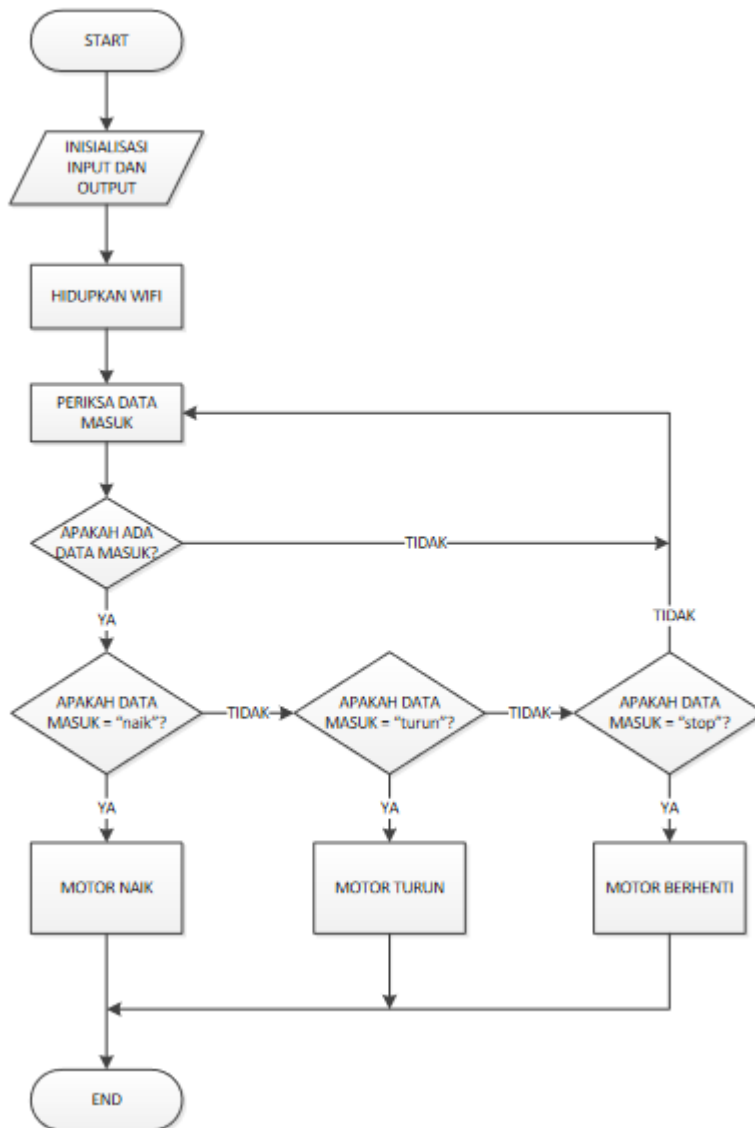 START
INISIALISASI
INPUT DAN
OUTPUT
HIDUPKAN WIFI
PERIKSA DATA
MASUK
APAKAH ADA
DATA MASUK?
TIDAK
YA
TIDAK
APAKAH DATA
MASUK = “naik”?
TIDAK
APAKAH DATA
MASUK = “turun”?
TIDAK
APAKAH DATA
MASUK = “stop”?
YA
YA
YA
MOTOR NAIK
MOTOR TURUN
MOTOR BERHENTI
END